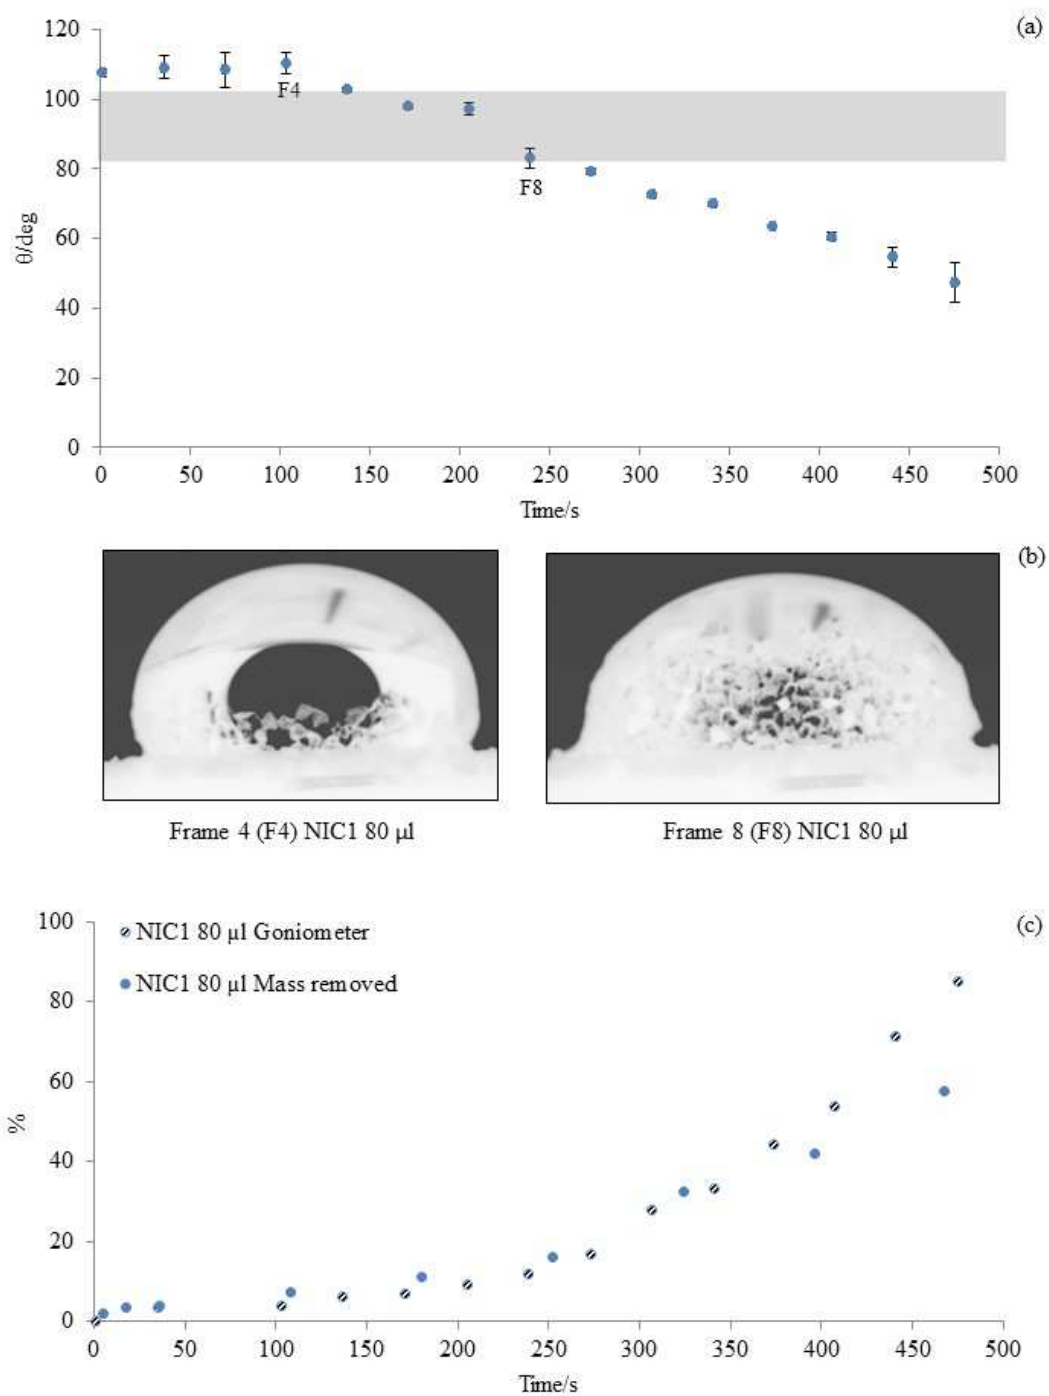 (a)
120
100
80
60
40
20
0
θ/deg
F4
F8
0 50 100 150 200 250 300 350 400 450 500
Time/s
(b)
Frame 4 (F4) NIC1 80 µl
Frame 8 (F8) NIC1 80 µl
(c)
100
80
60
40
20
0
%
NIC1 80 µl Goniometer
NIC1 80 µl Mass removed
0 50 100 150 200 250 300 350 400 450 500
Time/s